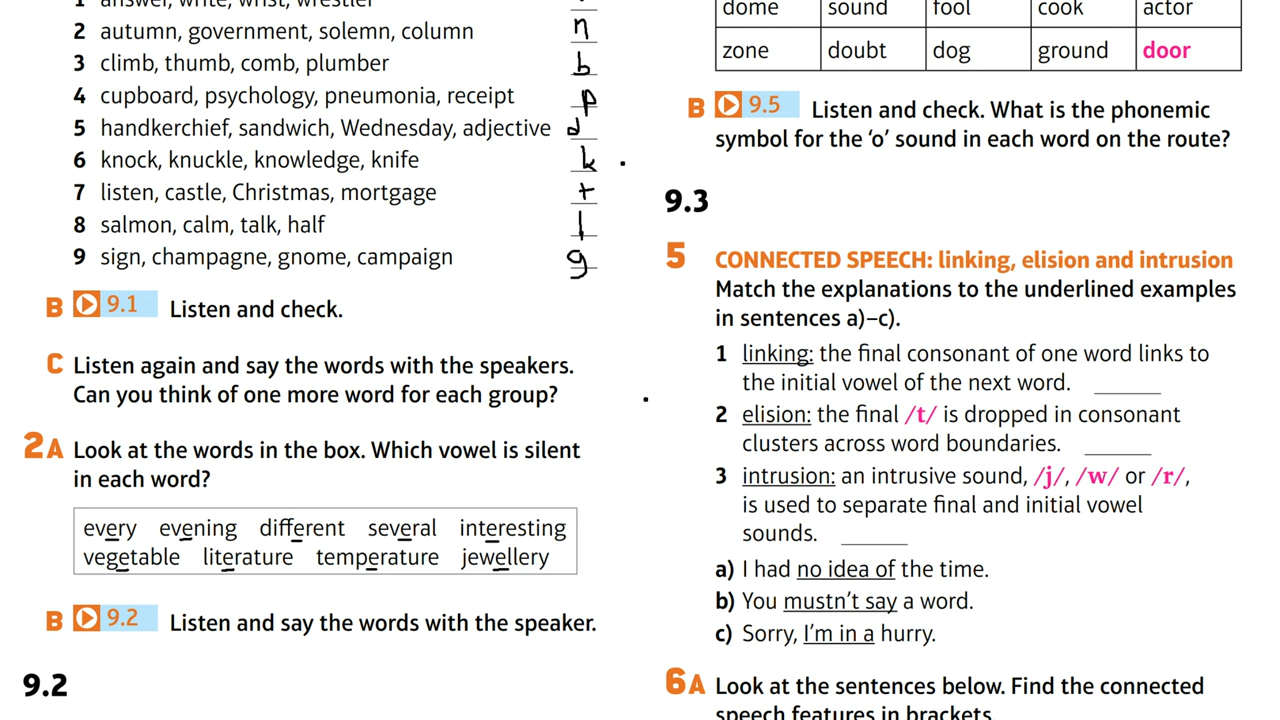 1 answer, write, wrist, wrestler
2 autumn, government, solemn, column n
3 climb, thumb, comb, plumber b
4 cupboard, psychology, pneumonia, receipt p
5 handkerchief, sandwich, Wednesday, adjective d
6 knock, knuckle, knowledge, knife k
7 listen, castle, Christmas, mortgage t
8 salmon, calm, talk, half l
9 sign, champagne, gnome, campaign g
B 9.1 Listen and check.
C Listen again and say the words with the speakers.
Can you think of one more word for each group?
2A Look at the words in the box. Which vowel is silent
in each word?
every evening different several interesting
vegetable literature temperature jewellery
B 9.2 Listen and say the words with the speaker.
9.2
dome sound fool cook actor
zone doubt dog ground door
B 9.5 Listen and check. What is the phonemic
symbol for the ‘o’ sound in each word on the route?
9.3
5 CONNECTED SPEECH: linking, elision and intrusion
Match the explanations to the underlined examples
in sentences a)–c).
1 linking: the final consonant of one word links to
the initial vowel of the next word.
2 elision: the final /t/ is dropped in consonant
clusters across word boundaries.
3 intrusion: an intrusive sound, /j/, /w/ or /r/,
is used to separate final and initial vowel
sounds.
a) I had no idea of the time.
b) You mustn’t say a word.
c) Sorry, I’m in a hurry.
6A Look at the sentences below. Find the connected
speech features in brackets.